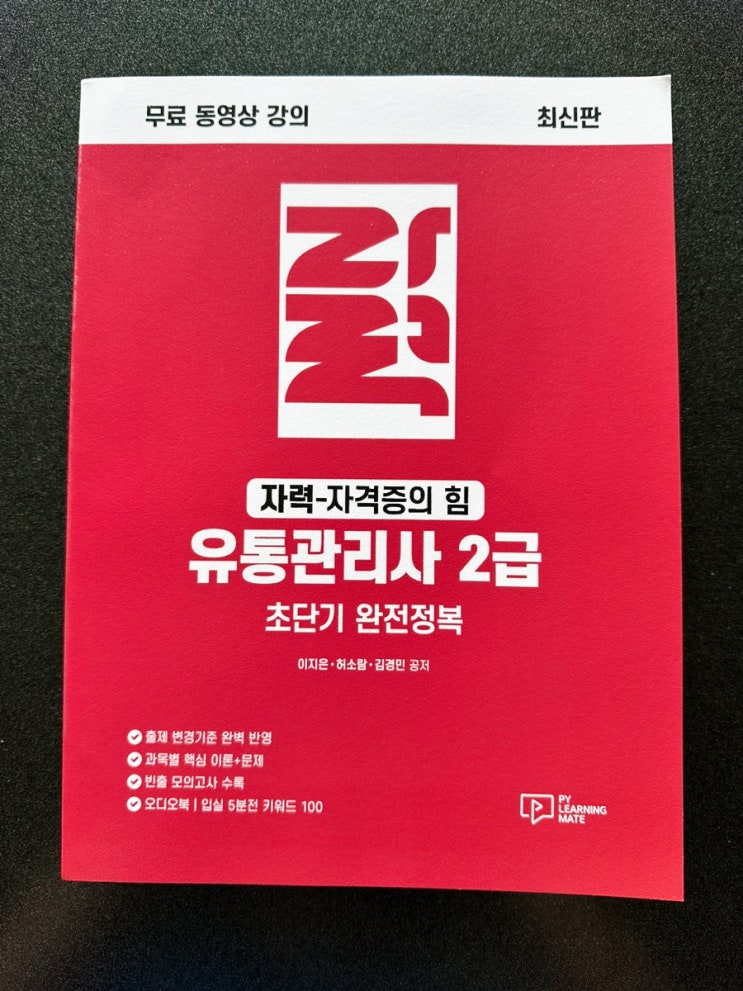 무료 동영상 강의
최신판
자력
자력-자격증의 힘
유통관리사 2급
초단기 완전정복
이지은·허소람·김경민 공저
출제 변경기준 완벽 반영
과목별 핵심 이론+문제
빈출 모의고사 수록
오디오북 | 입실 5분전 키워드 100
PY
LEARNING
MATE